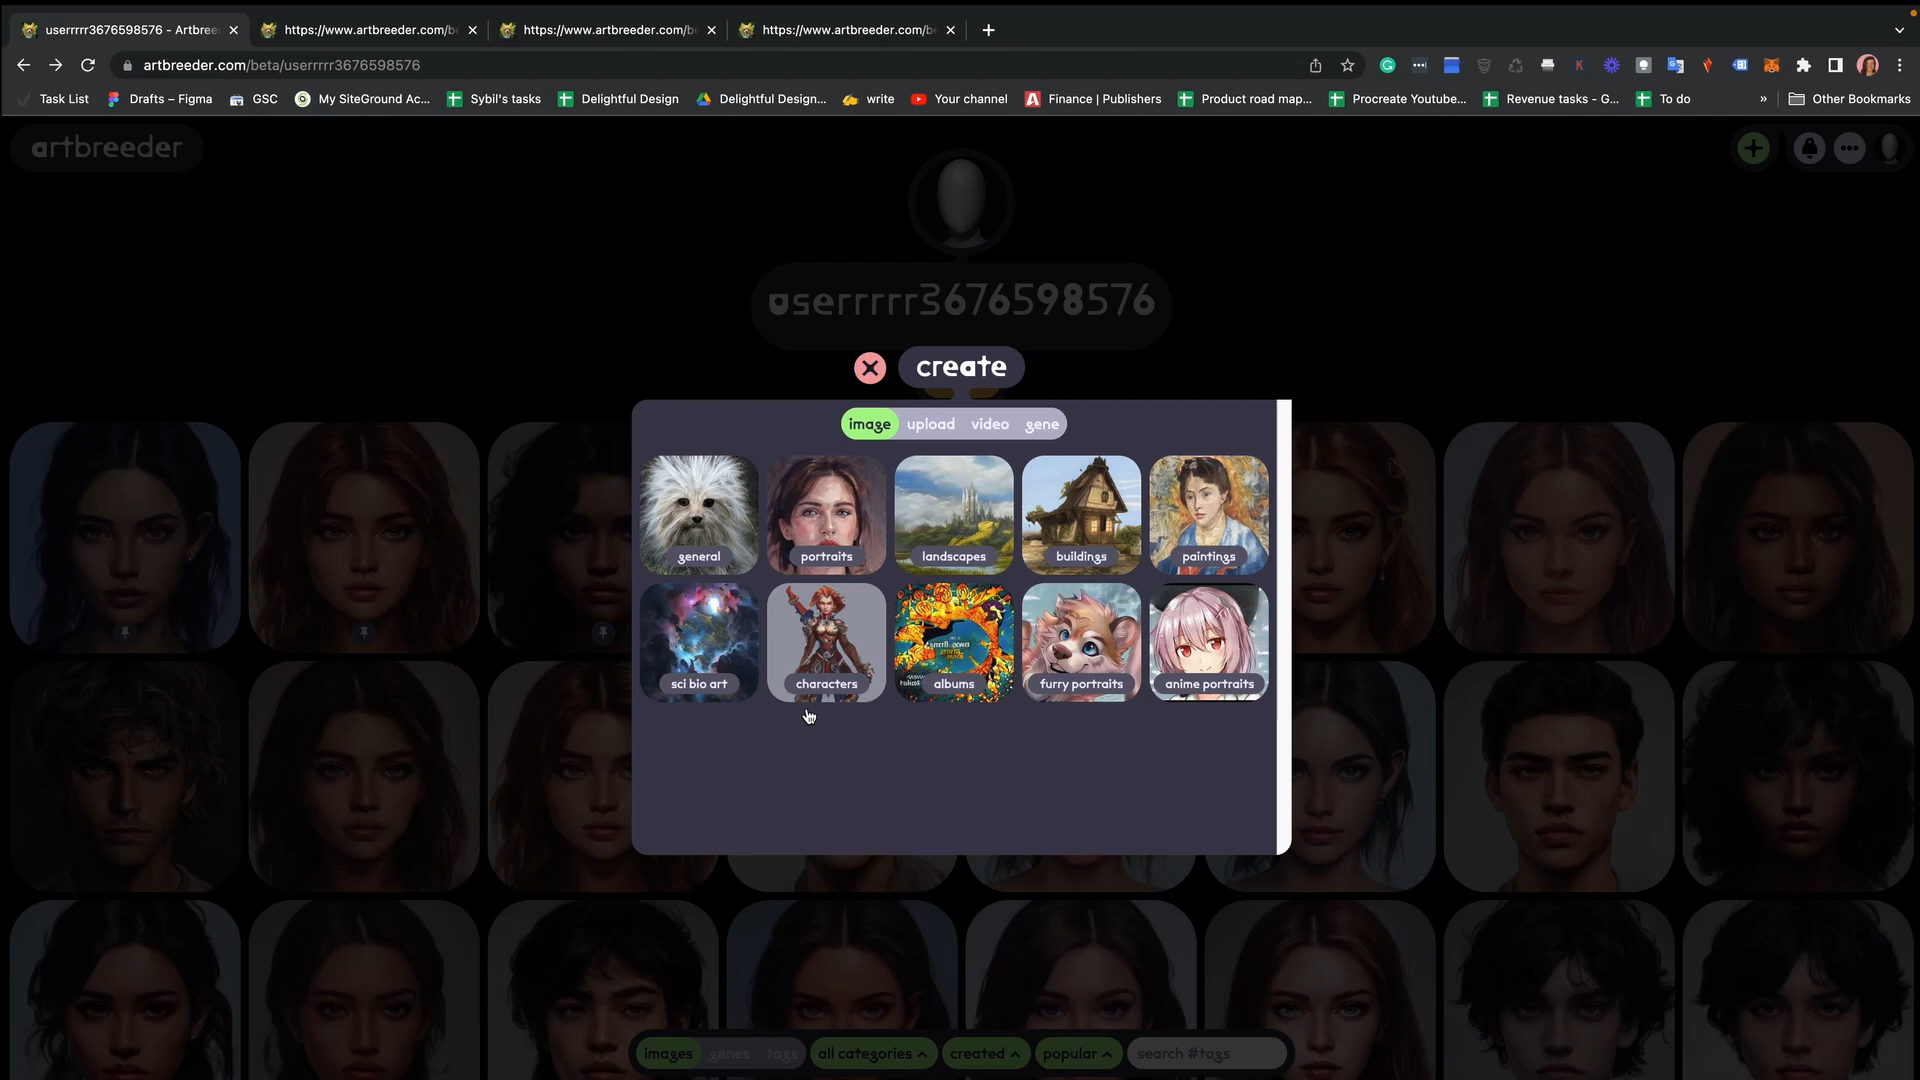 userrrrr3676598576 - Artbree
https://www.artbreeder.com/b
https://www.artbreeder.com/b
https://www.artbreeder.com/b
artbreeder.com/beta/userrrrr3676598576
Task List
Drafts – Figma
GSC
My SiteGround Ac...
Sybil's tasks
Delightful Design
Delightful Design...
write
Your channel
Finance | Publishers
Product road map...
Procreate Youtube...
Revenue tasks - G...
To do
»
Other Bookmarks
artbreeder
userrrrr3676598576
create
image upload video gene
general portraits landscapes buildings paintings
sci bio art characters albums furry portraits anime portraits
images genes tags all categories created popular search #tags